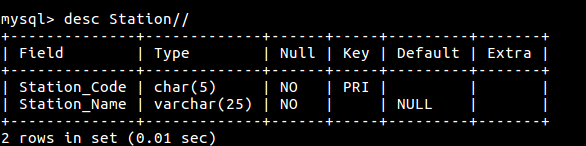 mysql> desc Station//
+--------------+-------------+------+-----+---------+-------+
| Field        | Type        | Null | Key | Default | Extra |
+--------------+-------------+------+-----+---------+-------+
| Station_Code | char(5)     | NO   | PRI |         |       |
| Station_Name | varchar(25) | NO   |     | NULL    |       |
+--------------+-------------+------+-----+---------+-------+
2 rows in set (0.01 sec)